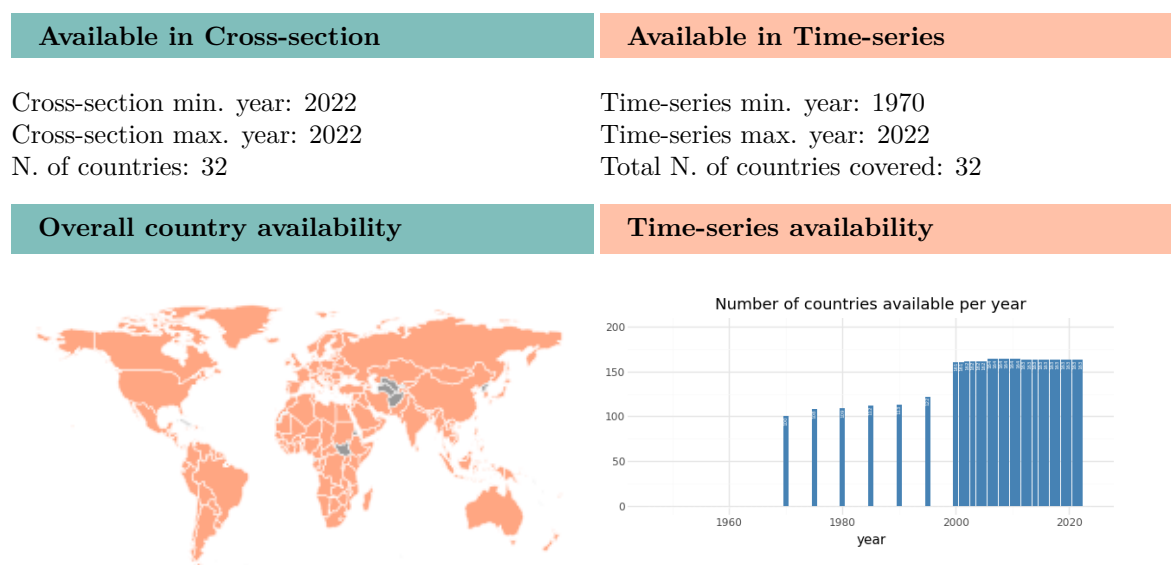 Available in Cross-section
Available in Time-series
Cross-section min. year: 2022
Cross-section max. year: 2022
N. of countries: 32
Time-series min. year: 1970
Time-series max. year: 2022
Total N. of countries covered: 32
Overall country availability
Time-series availability
Number of countries available per year
200
150
100
50
0
1960
1980
2000
2020
year